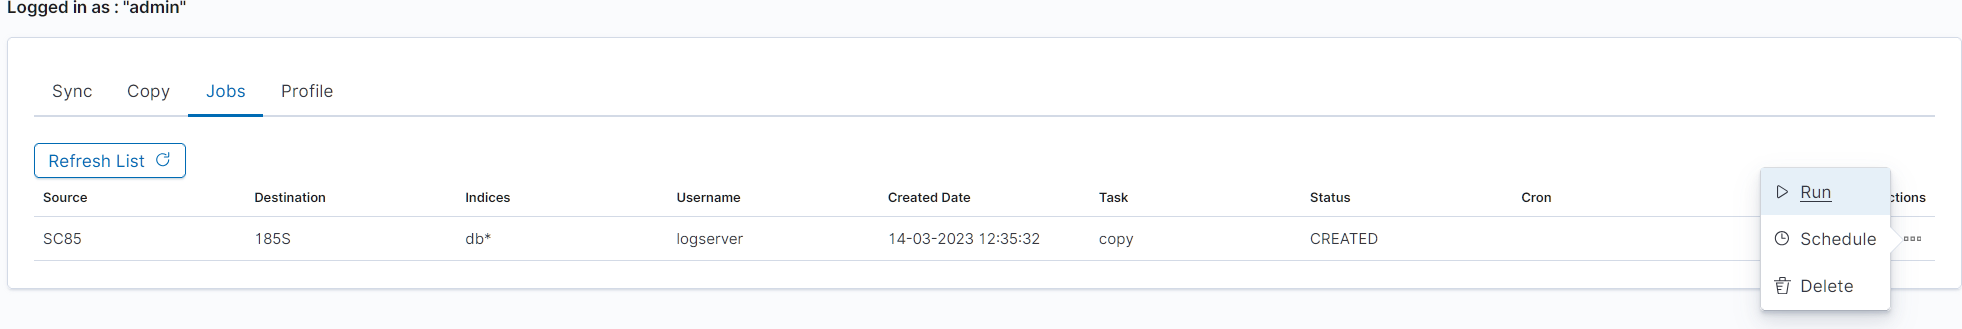 Logged in as : "admin"
Sync Copy Jobs Profile
Refresh List
Source Destination Indices Username Created Date Task Status Cron ctions
SC85 185S db* logserver 14-03-2023 12:35:32 copy CREATED
Run
Schedule
Delete